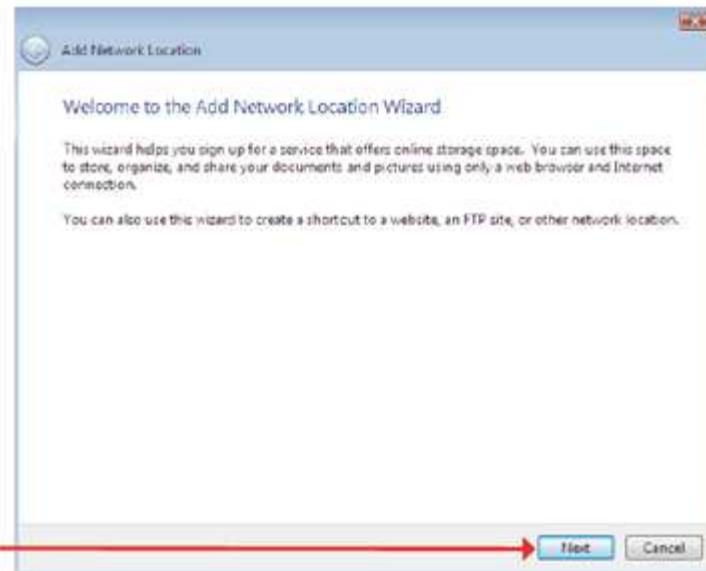 Add Network Location
Welcome to the Add Network Location Wizard
This wizard helps you sign up for a service that offers online storage space. You can use this space
to store, organize, and share your documents and pictures using only a web browser and Internet
connection.
You can also use this wizard to create a shortcut to a website, an FTP site, or other network location.
Next
Cancel